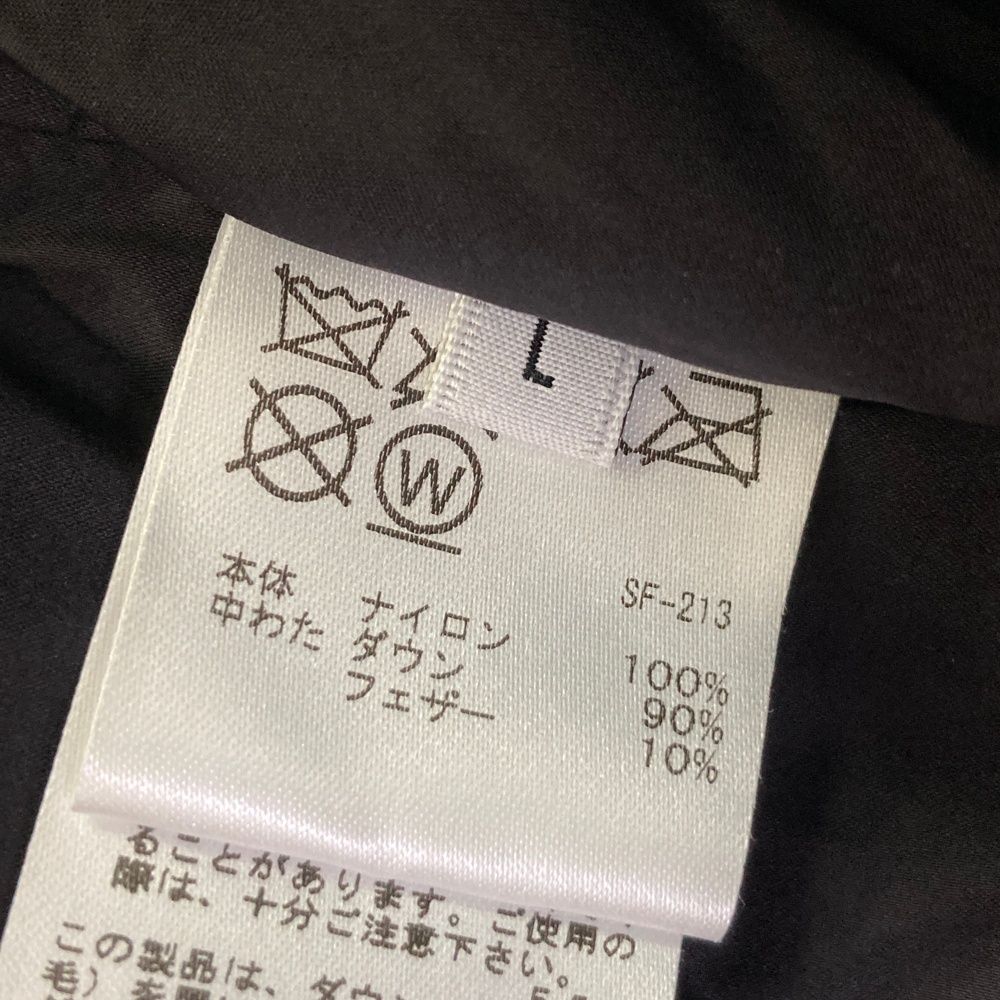 L
W
SF-213
本体 ナイロン 100%
中わた ダウン 90%
フェザー 10%
ることがあります。ご使用の
際は、十分ご注意下さい。
この製品は、ダウ
毛)